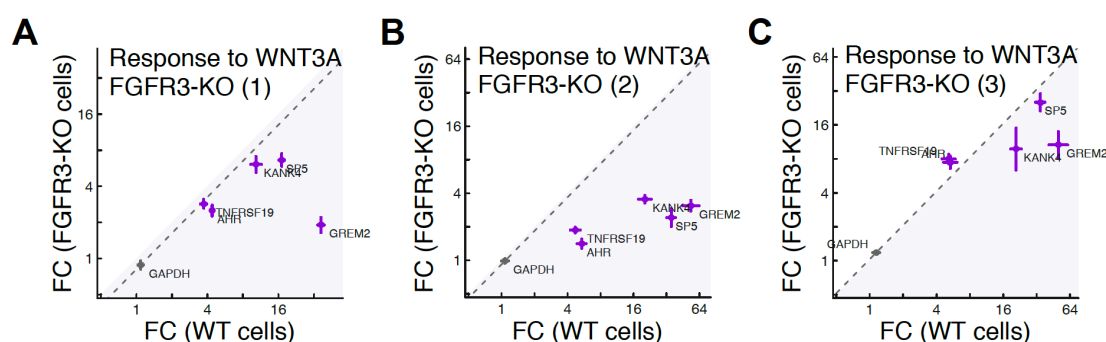 A
Response to WNT3A
FGFR3-KO (1)
FC (FGFR3-KO cells)
16
4
1
KANK4
SP5
TNFRSF19
AHR
GREM2
GAPDH
1
4
16
FC (WT cells)
B
Response to WNT3A
FGFR3-KO (2)
FC (FGFR3-KO cells)
64
16
4
1
KANK4
GREM2
SP5
TNFRSF19
AHR
GAPDH
1
4
16
64
FC (WT cells)
C
Response to WNT3A
FGFR3-KO (3)
FC (FGFR3-KO cells)
64
16
4
1
SP5
TNFRSF19
AHR
KANK4
GREM2
GAPDH
1
4
16
64
FC (WT cells)